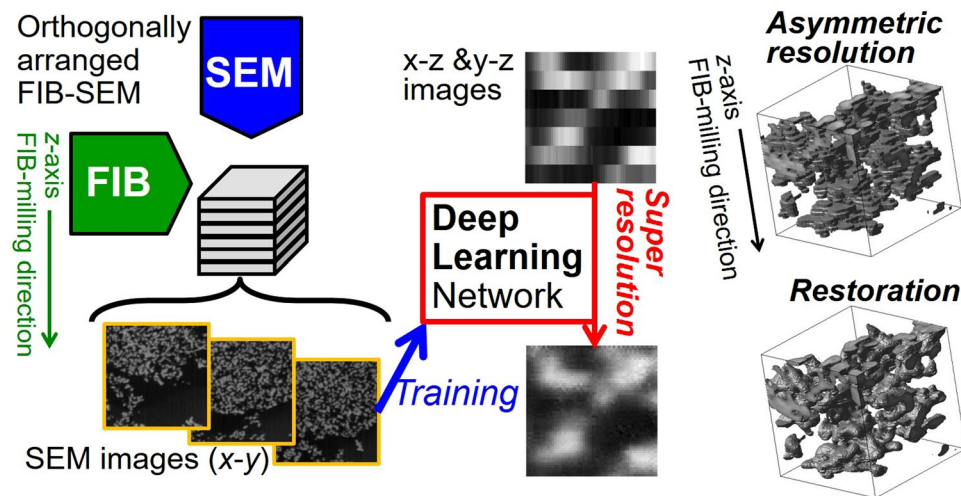 Orthogonally
arranged
FIB-SEM
SEM
z-axis
FIB-milling direction
FIB
SEM images (x-y)
Training
x-z &y-z
images
Deep
Learning
Network
Super
resolution
Asymmetric
resolution
z-axis
FIB-milling direction
Restoration